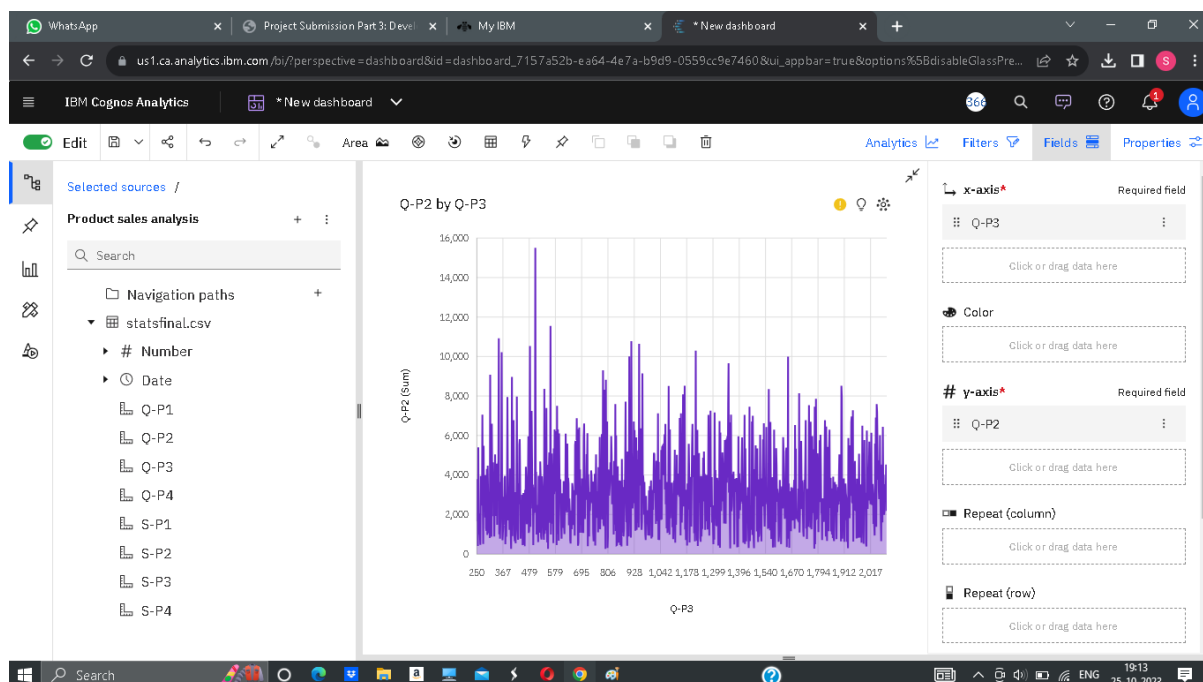 WhatsApp
Project Submission Part 3: Devel
My IBM
* New dashboard
us1.ca.analytics.ibm.com/bi/?perspective=dashboard&id=dashboard_7157a52b-ea64-4e7a-b9d9-0559cc9e7460&ui_appbar=true&options%5BdisableGlassPre...
S
IBM Cognos Analytics
* New dashboard
366
1
Edit
Area
Analytics
Filters
Fields
Properties
Selected sources /
Product sales analysis
Search
Navigation paths
statsfinal.csv
Number
Date
Q-P1
Q-P2
Q-P3
Q-P4
S-P1
S-P2
S-P3
S-P4
Q-P2 by Q-P3
16,000
14,000
12,000
10,000
8,000
6,000
4,000
2,000
0
Q-P2 (Sum)
250 367 479 579 695 806 928 1,042 1,178 1,299 1,396 1,540 1,670 1,794 1,912 2,017
Q-P3
x-axis* Required field
Q-P3
Click or drag data here
Color
Click or drag data here
y-axis* Required field
Q-P2
Click or drag data here
Repeat (column)
Click or drag data here
Repeat (row)
Click or drag data here
Search
a
ENG
19:13
25-10-2023